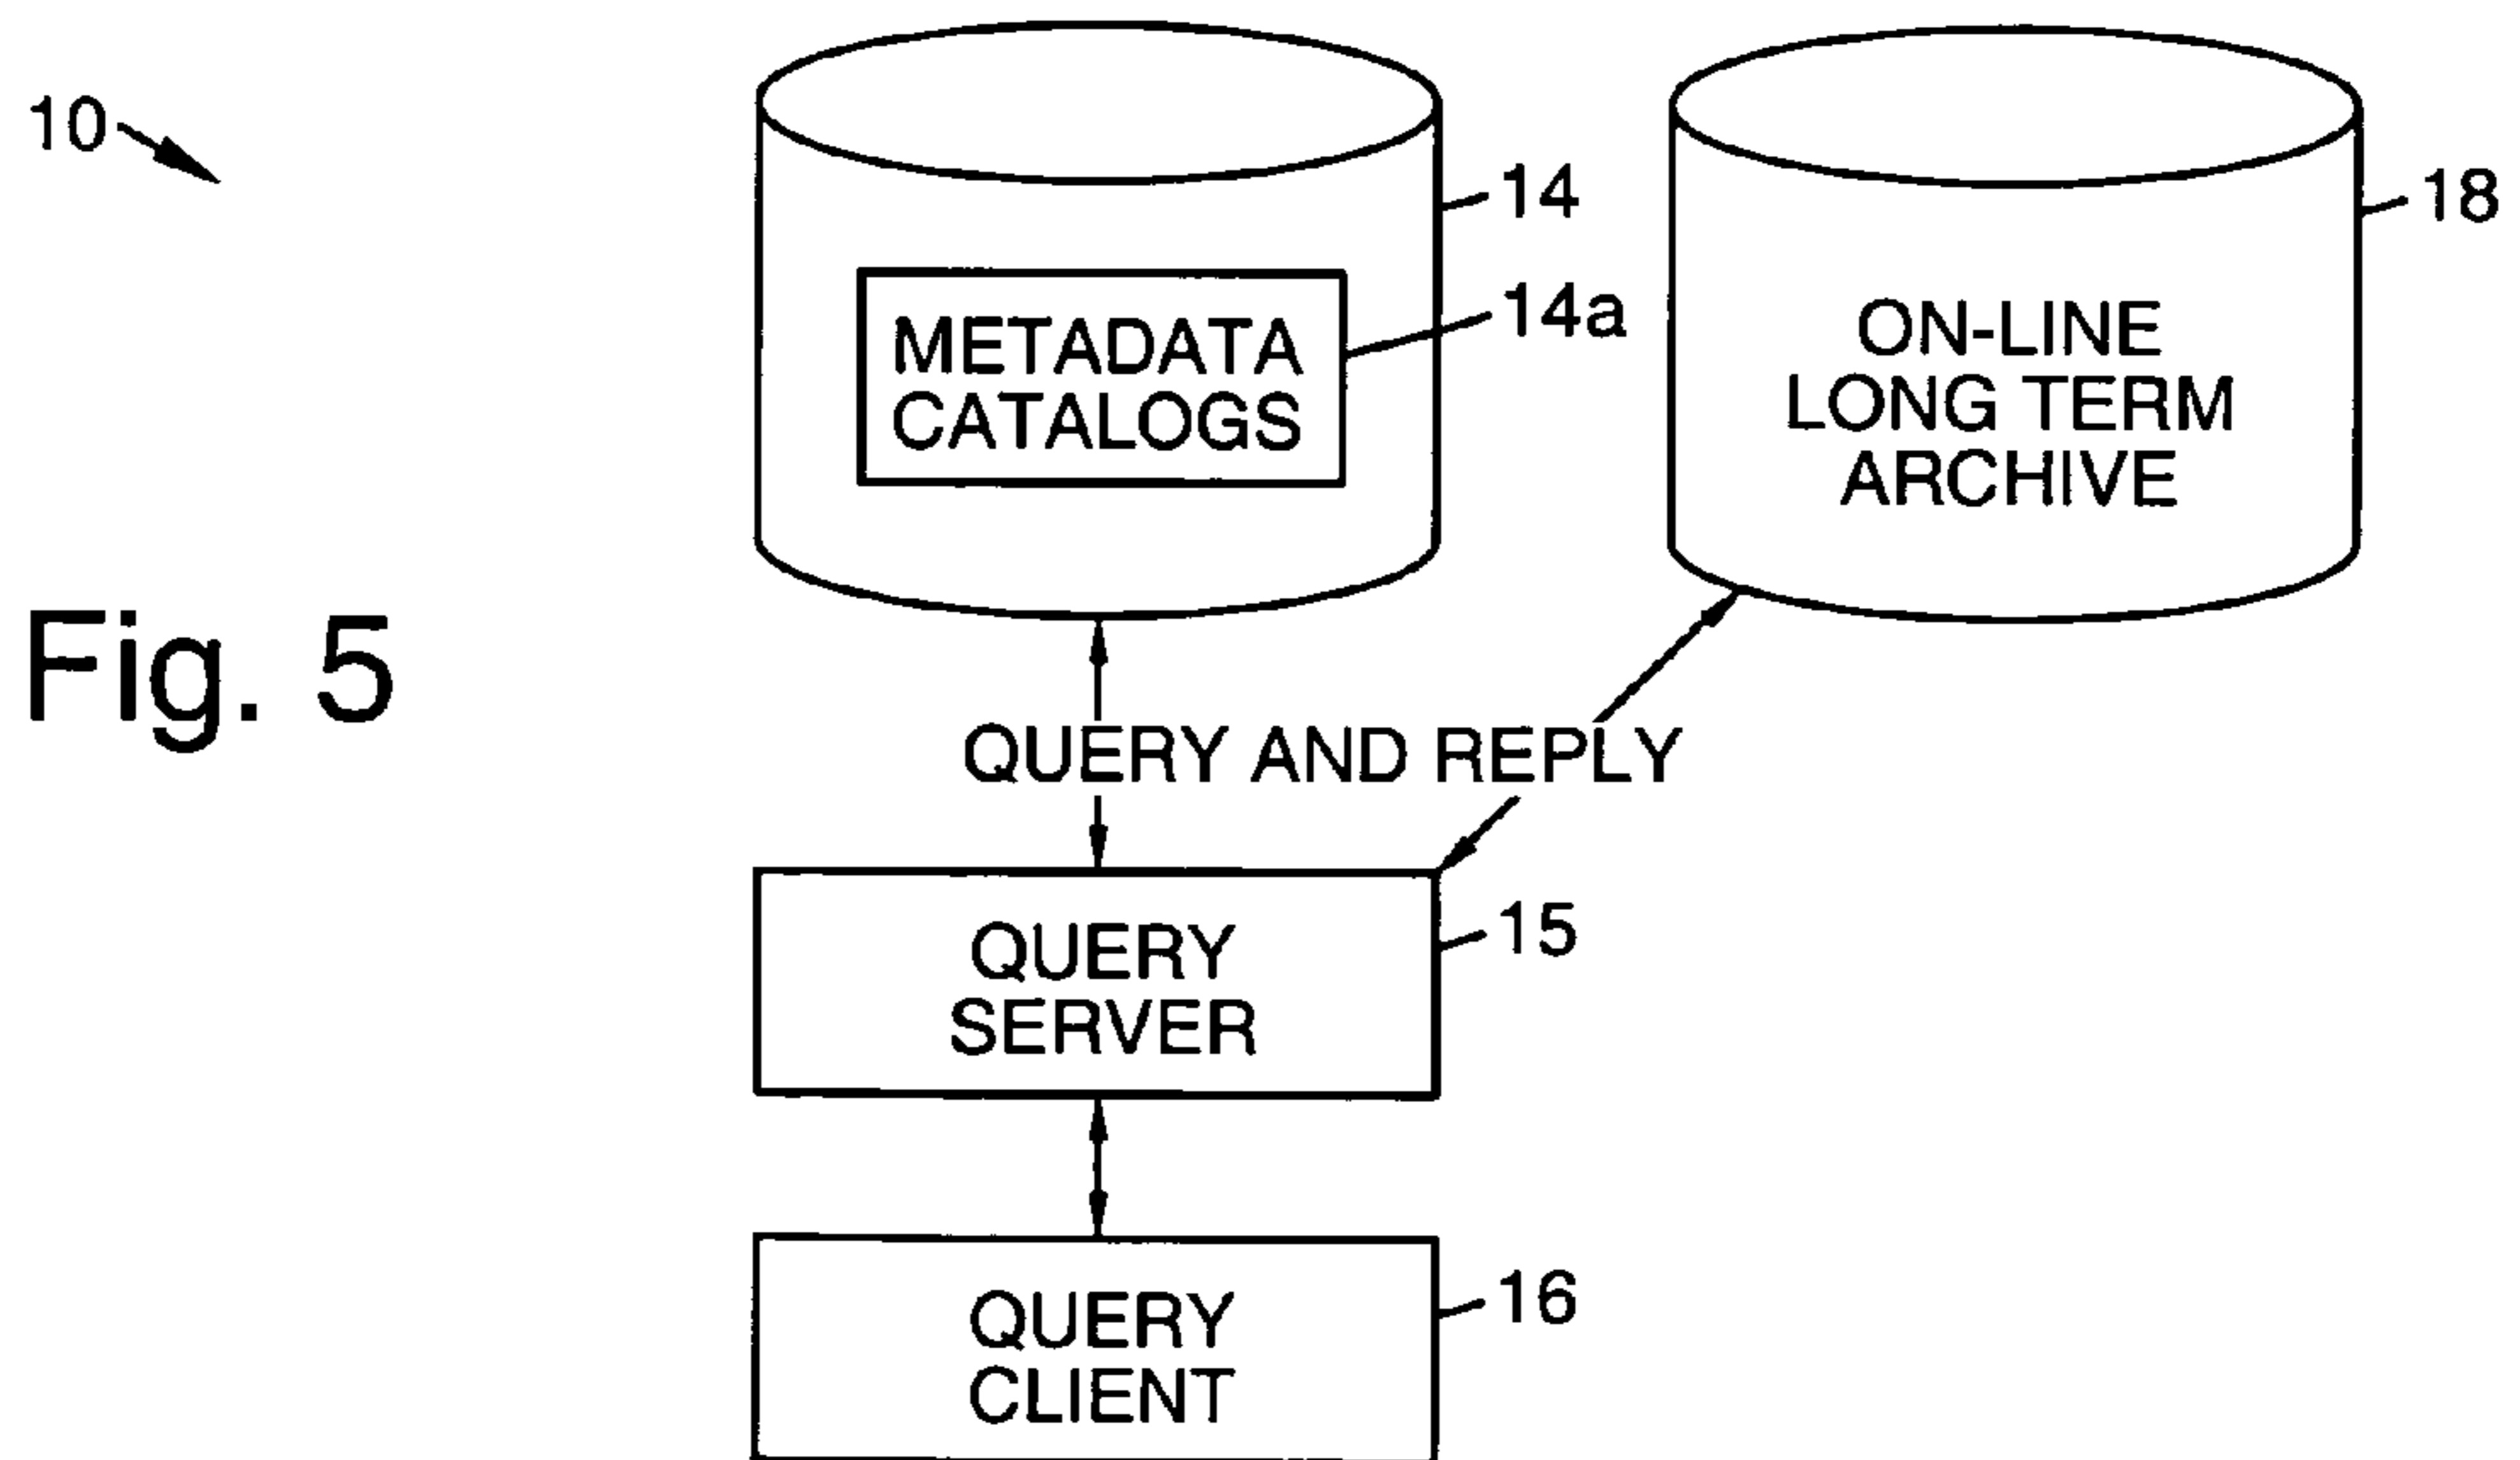 10
14
18
14a
METADATA
CATALOGS
ON-LINE
LONG TERM
ARCHIVE
Fig. 5
QUERY AND REPLY
15
QUERY
SERVER
16
QUERY
CLIENT